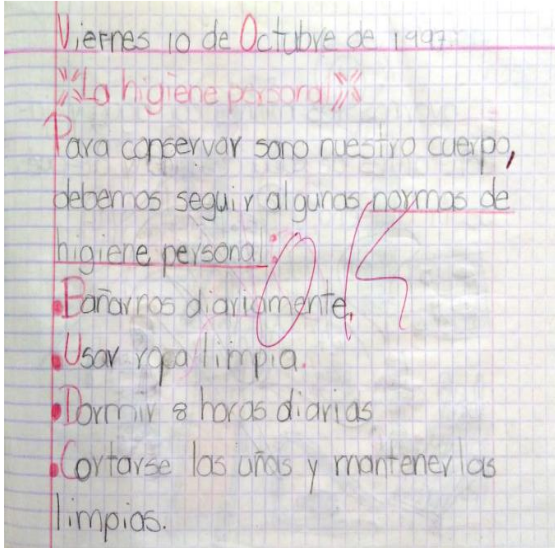 Viernes 10 de Octubre de 1997.
La higiene personal
Para conservar sano nuestro cuerpo,
debemos seguir algunas normas de
higiene personal:
OK
•Bañarnos diariamente.
•Usar ropa limpia.
•Dormir 8 horas diarias
•Cortarse las uñas y mantenerlas
limpias.